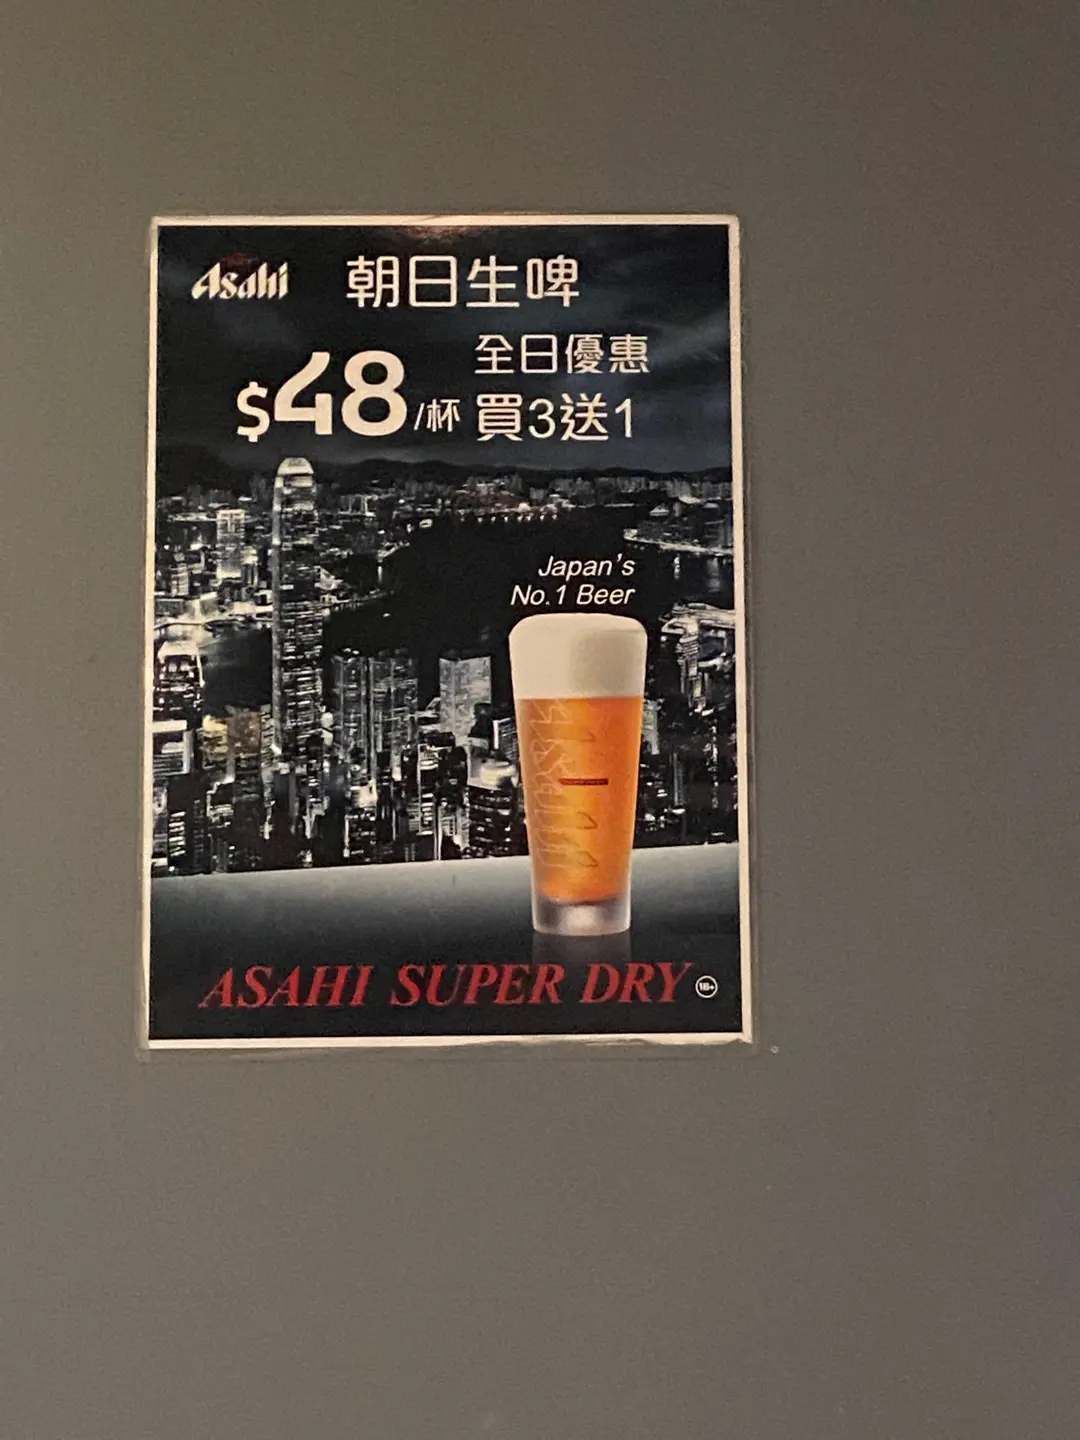 Asahi 朝日生啤
全日優惠
$48/杯 買3送1
Japan's
No.1 Beer
ASAHI SUPER DRY 18+